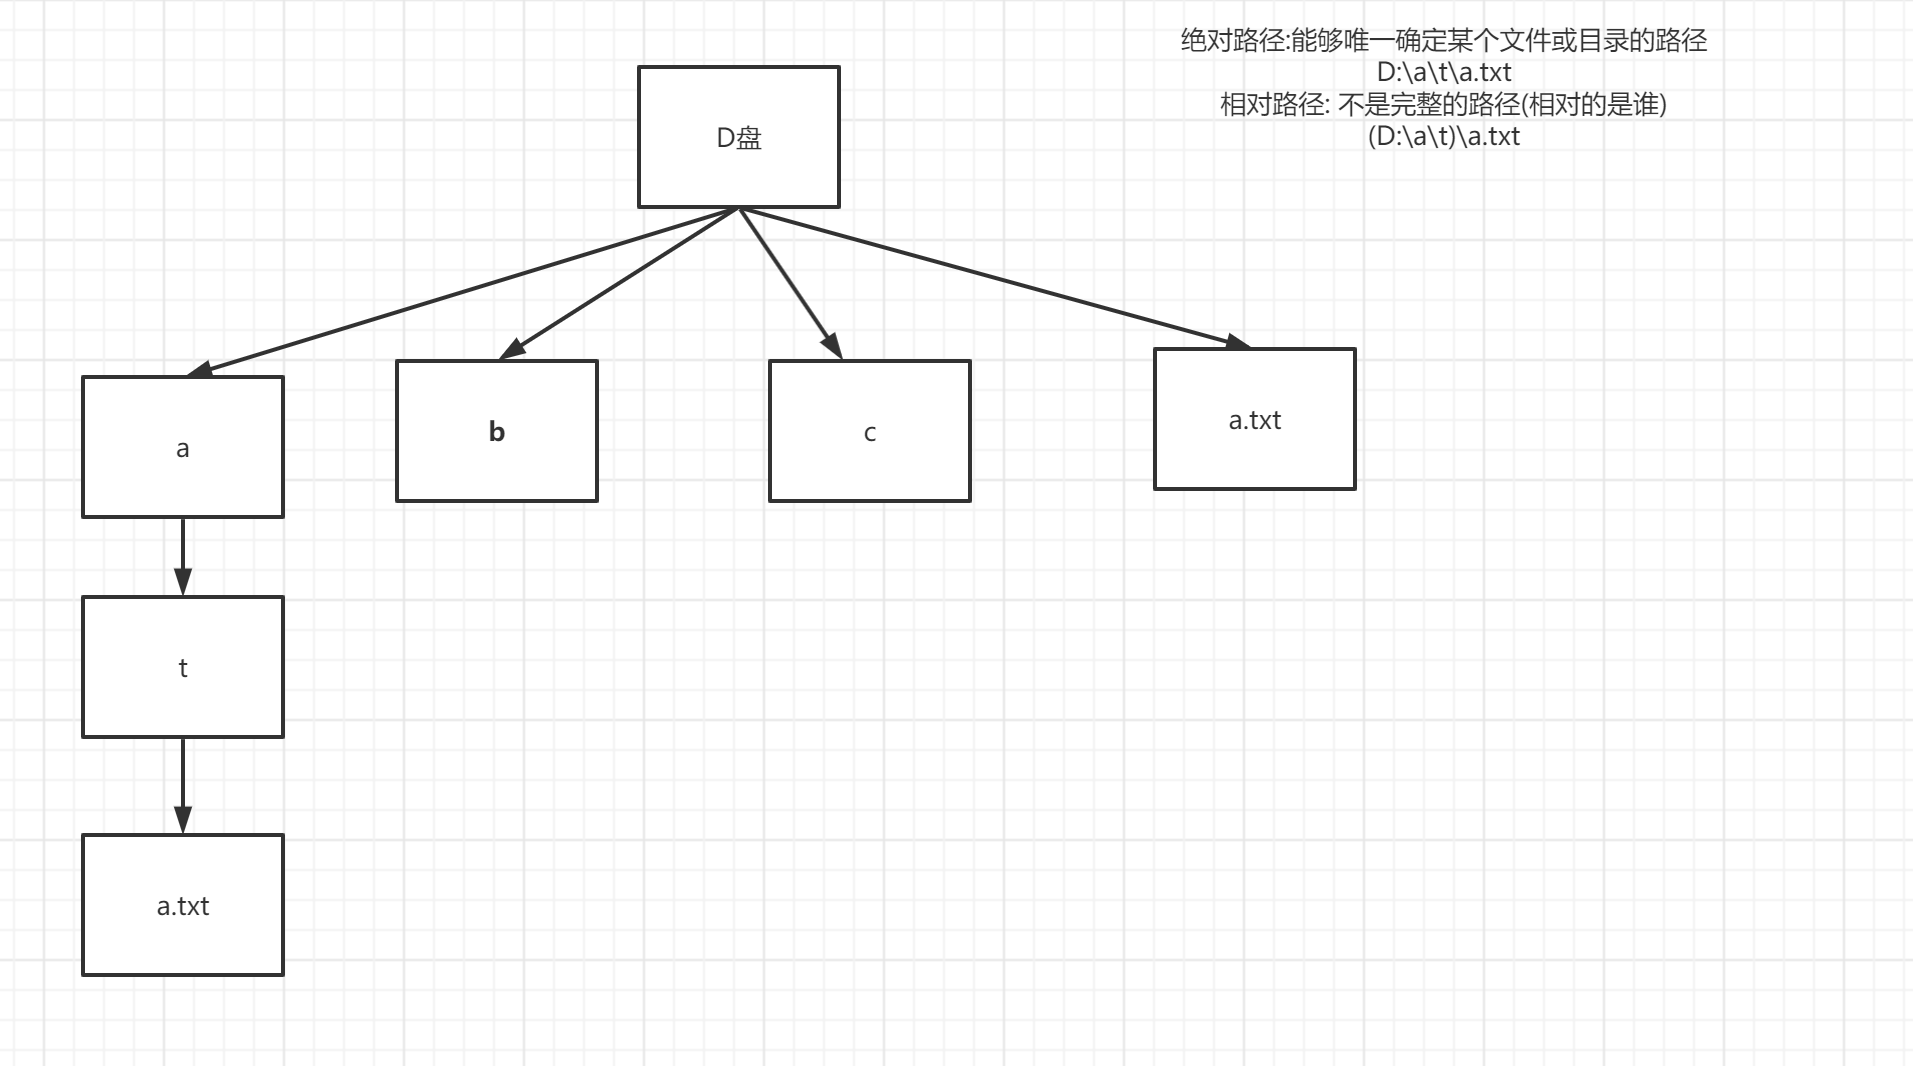 绝对路径:能够唯一确定某个文件或目录的路径
D:\a\t\a.txt
相对路径: 不是完整的路径(相对的是谁)
(D:\a\t)\a.txt
D盘
a
b
c
a.txt
t
a.txt